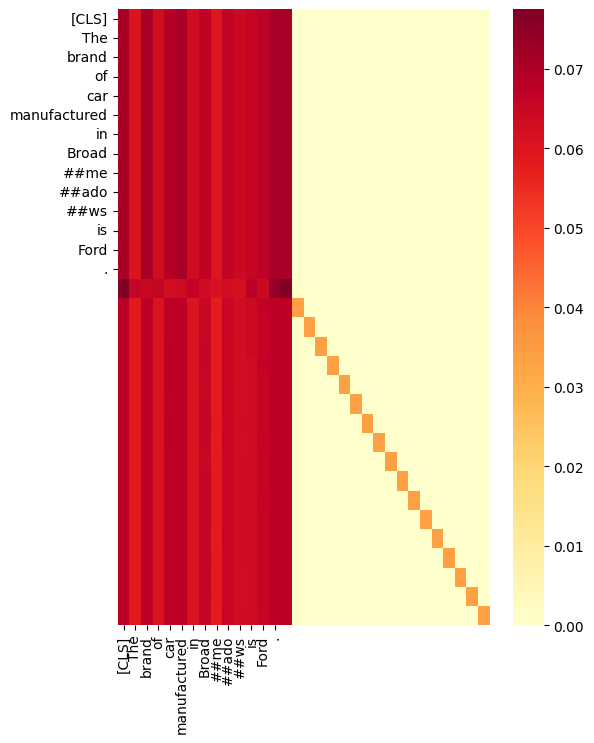 [CLS]
The
brand
of
car
manufactured
in
Broad
##me
##ado
##ws
is
Ford
.
0.07
0.06
0.05
0.04
0.03
0.02
0.01
0.00
[CLS]
The
brand
of
car
manufactured
in
Broad
##me
##ado
##ws
is
Ford
.